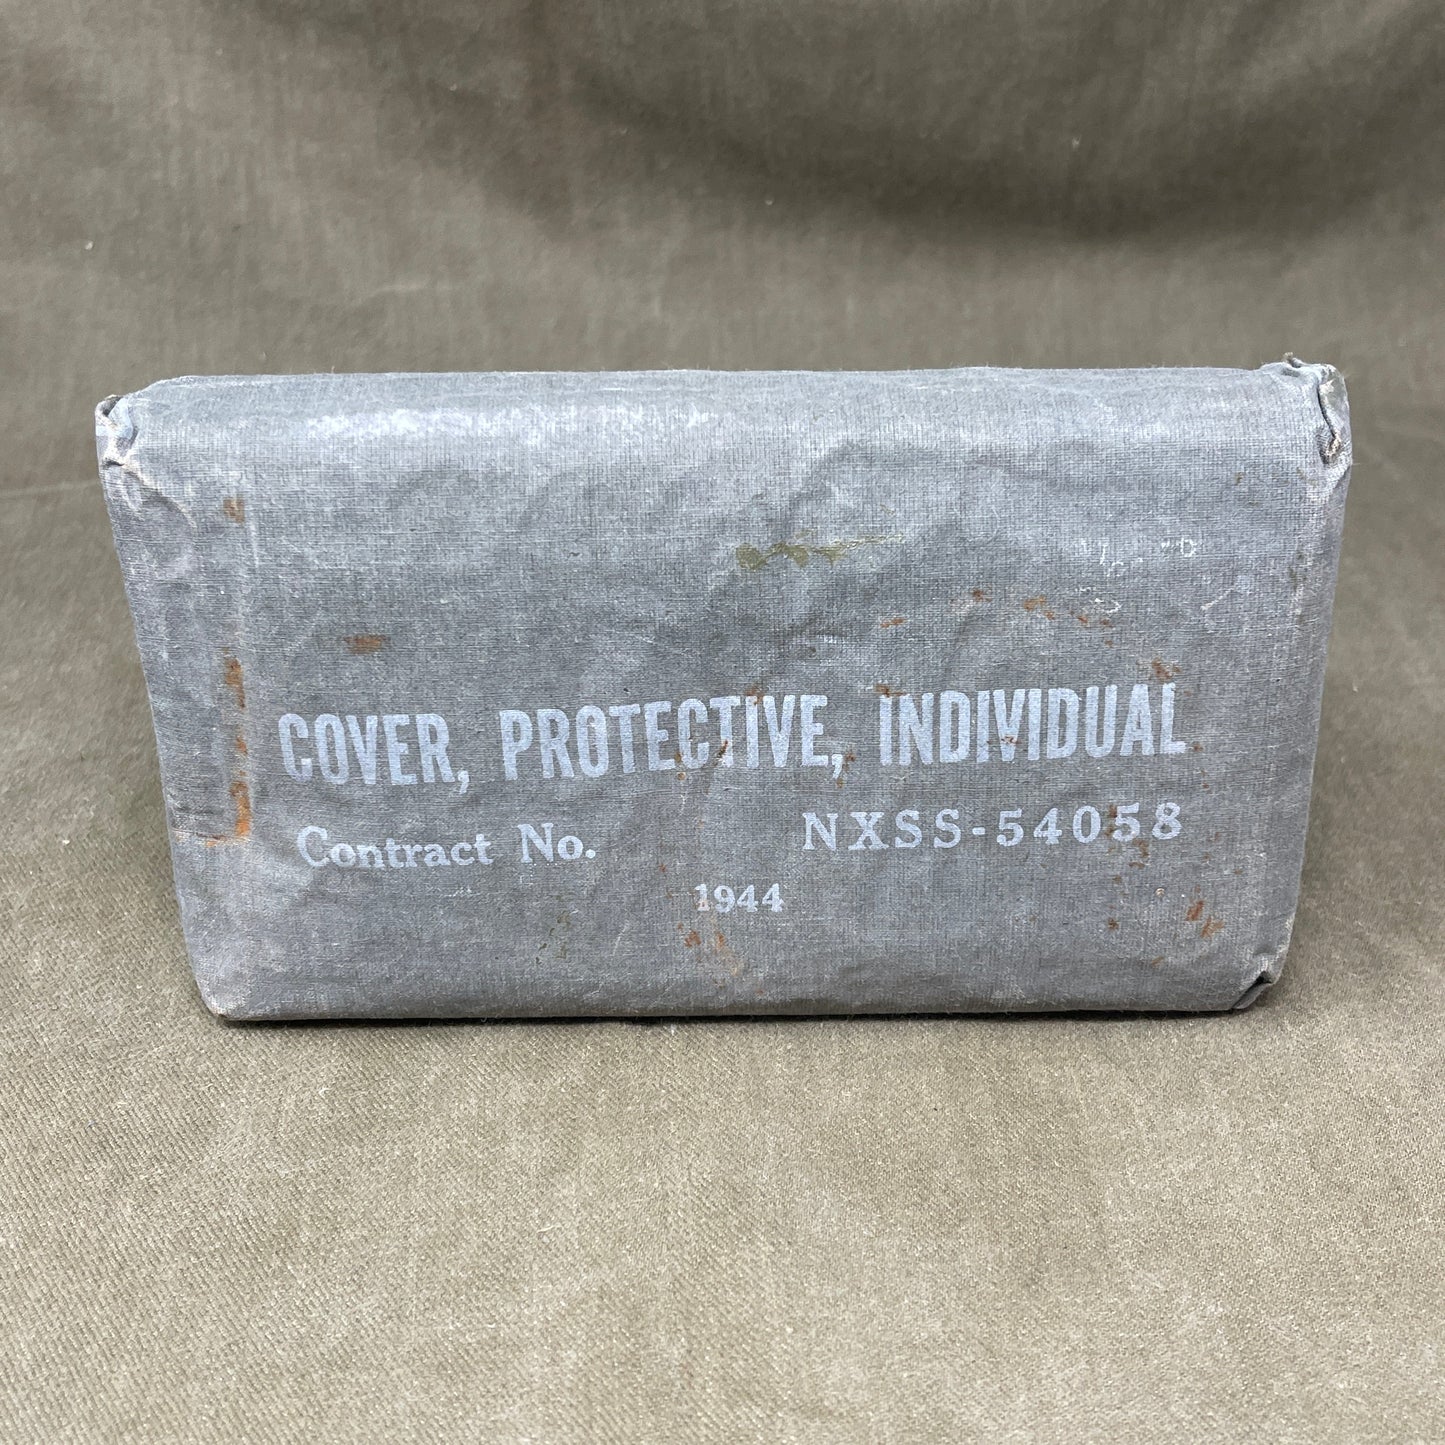 COVER, PROTECTIVE, INDIVIDUAL
Contract No. NXSS-54058
1944